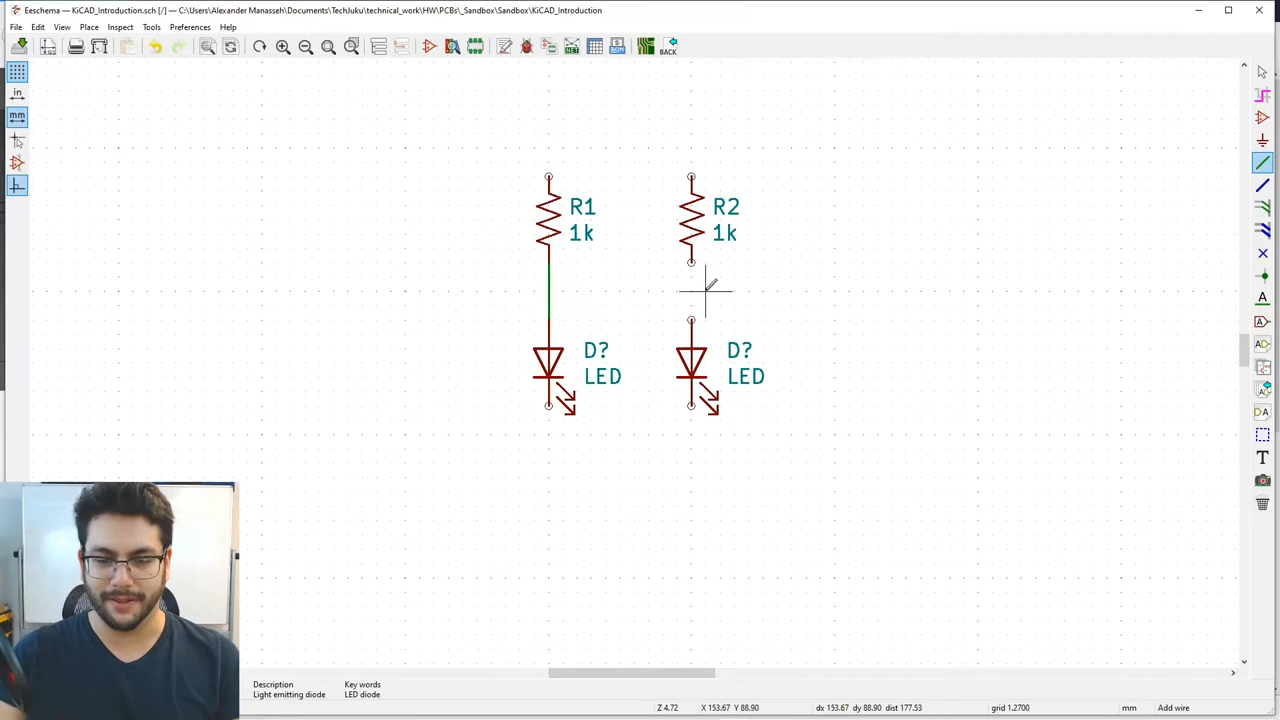 Eeschema — KiCAD_Introduction.sch [/] — C:\Users\Alexander Manasseh\Documents\TechJuku\technical_work\HW\PCBs\_Sandbox\Sandbox\KiCAD_Introduction
File Edit View Place Inspect Tools Preferences Help
BACK
in
mm
R1
1k
R2
1k
D?
LED
D?
LED
A
A
DA
T
Description
Light emitting diode
Key words
LED diode
Z 4.72 X 153.67 Y 88.90 dx 153.67 dy 88.90 dist 177.53 grid 1.2700 mm Add wire